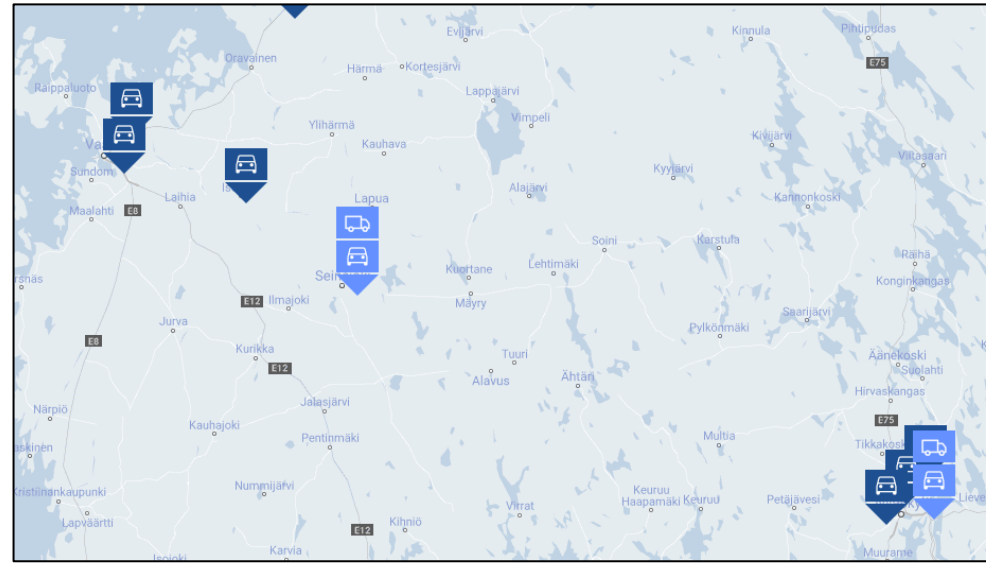 Evijärvi
Kinnula
Pihtipudas
Oravainen
E75
Härmä
Kortesjärvi
Raippaluoto
Lappajärvi
Vimpeli
Ylihärmä
Kauhava
Kivijärvi
Viitasaari
Sundom
Kyyjärvi
Laihia
Lapua
Alajärvi
Kannonkoski
Maalahti
E8
Soini
Karstula
Räihä
Kuortane
Lehtimäki
Konginkangas
E12
Ilmajoki
Mäyry
Saarijärvi
Jurva
Pylkönmäki
E8
Kurikka
Tuuri
Äänekoski
E12
Alavus
Suolahti
Hirvaskangas
Närpiö
Jalasjärvi
E75
Kauhajoki
Pentinmäki
Multia
Nummijärvi
Keuruu
Haapamäki
Keuruu
Petäjävesi
Kristiinankaupunki
Virrat
Lapväärtti
Kihniö
E12
Karvia
Muurame
Isojoki